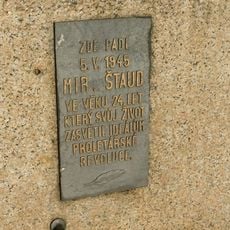 ZDE PADL
5. V. 1945
MIR. ŠTAUD
VE VĚKU 24 LET
KTERÝ SVŮJ ŽIVOT
ZASVĚTIL IDEÁLŮM
PROLETÁŘSKÉ
REVOLUCE.